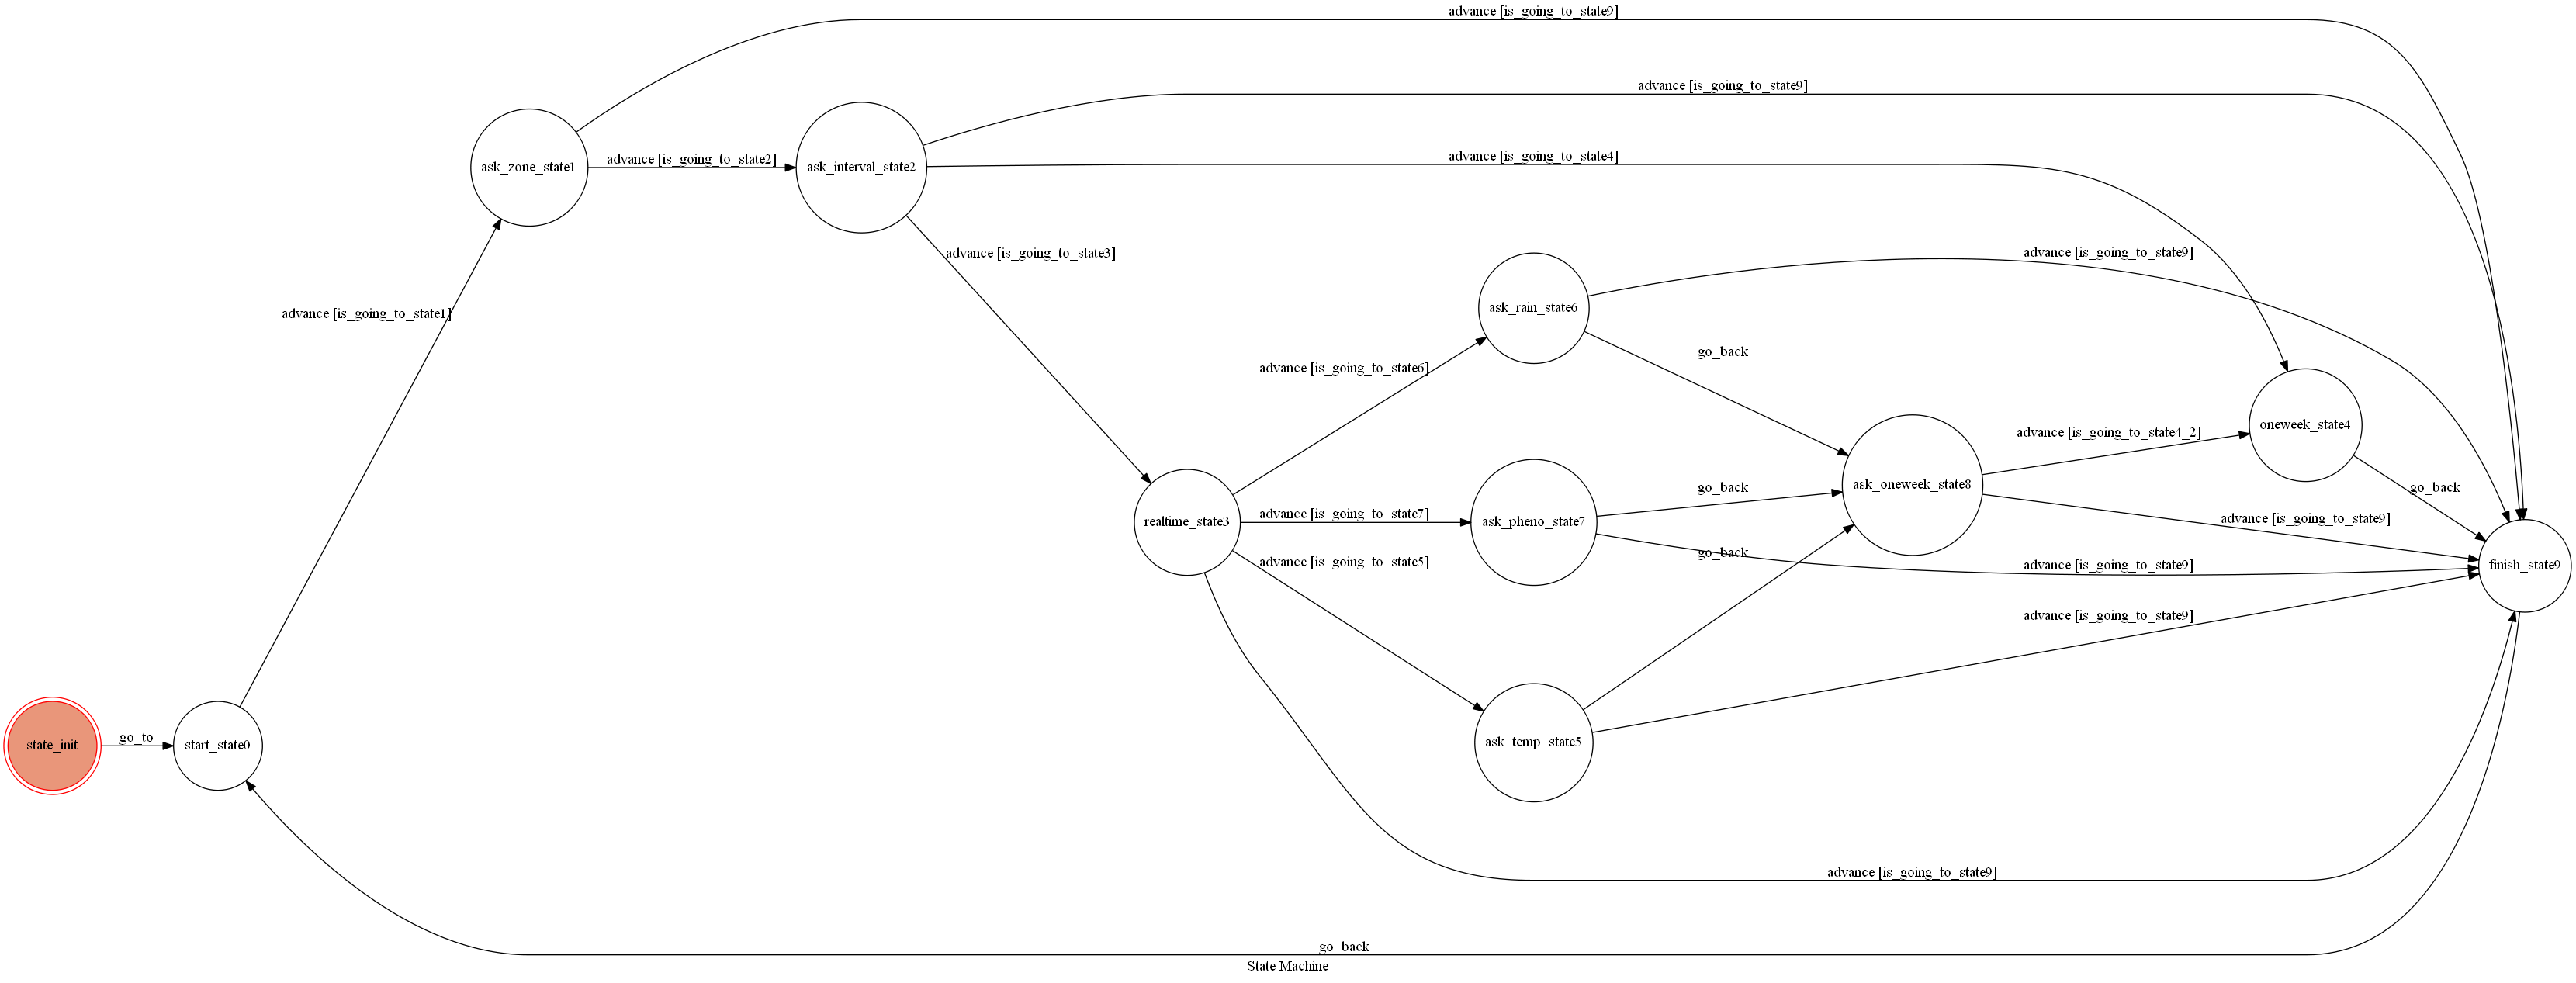 advance [is_going_to_state9]
advance [is_going_to_state9]
advance [is_going_to_state4]
ask_zone_state1
advance [is_going_to_state2]
ask_interval_state2
advance [is_going_to_state3]
advance [is_going_to_state9]
ask_rain_state6
advance [is_going_to_state1]
go_back
advance [is_going_to_state6]
oneweek_state4
advance [is_going_to_state4_2]
go_back
ask_oneweek_state8
go_back
advance [is_going_to_state7]
realtime_state3
ask_pheno_state7
advance [is_going_to_state9]
go_back
advance [is_going_to_state5]
advance [is_going_to_state9]
finish_state9
advance [is_going_to_state9]
state_init
go_to
start_state0
ask_temp_state5
advance [is_going_to_state9]
go_back
State Machine